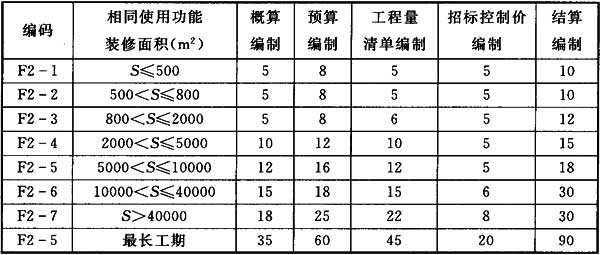 编码 相同使用功能装修面积(m²) 概算编制 预算编制 工程量清单编制 招标控制价编制 结算编制
F2-1 S≤500 5 8 5 5 10
F2-2 500<S≤800 5 8 5 5 10
F2-3 800<S≤2000 5 8 6 5 12
F2-4 2000<S≤5000 10 12 10 5 15
F2-5 5000<S≤10000 12 16 12 5 18
F2-6 10000<S≤40000 15 18 15 6 30
F2-7 S>40000 18 25 22 8 30
F2-5 最长工期 35 60 45 20 90